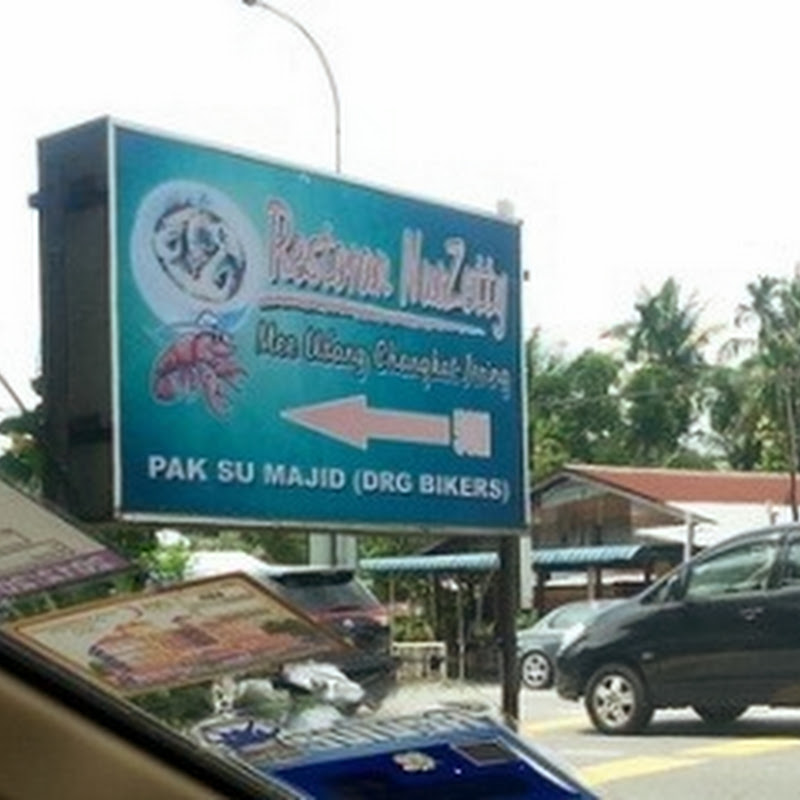 Restoran NurZetty
Mee Udang Changkat Jering
PAK SU MAJID (DRG BIKERS)